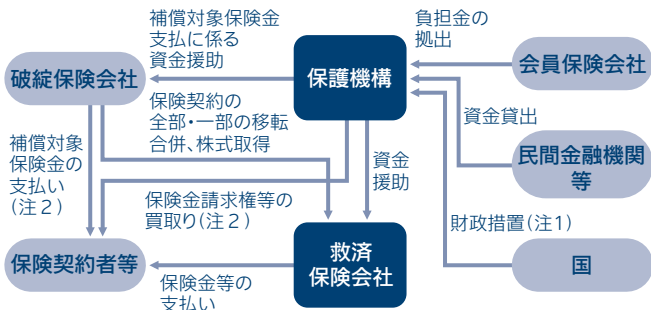 補償対象保険金
支払に係る
資金援助
負担金の
拠出
破綻保険会社
保護機構
会員保険会社
保険契約の
全部・一部の移転
合併、株式取得
資金貸出
補償対象
保険金の
支払い
(注2)
資金
援助
民間金融機関
等
保険金請求権等の
買取り(注2)
財政措置(注1)
保険契約者等
救済
保険会社
国
保険金等の
支払い